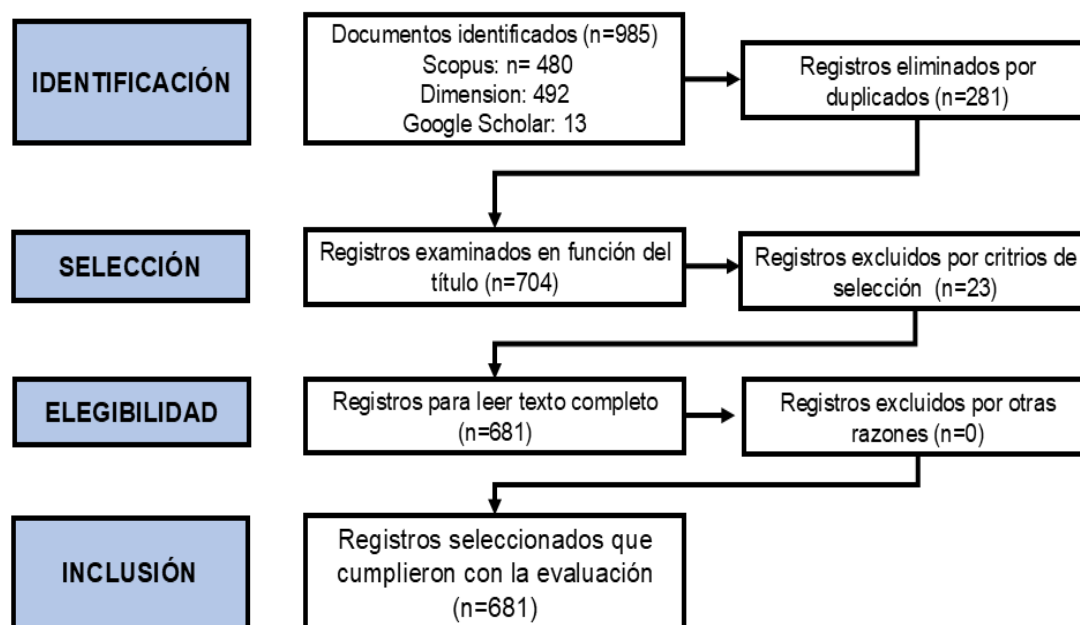 IDENTIFICACIÓN
Documentos identificados (n=985)
Scopus: n= 480
Dimension: 492
Google Scholar: 13
Registros eliminados por
duplicados (n=281)
SELECCIÓN
Registros examinados en función del
título (n=704)
Registros excluidos por critrios de
selección (n=23)
ELEGIBILIDAD
Registros para leer texto completo
(n=681)
Registros excluidos por otras
razones (n=0)
INCLUSIÓN
Registros seleccionados que
cumplieron con la evaluación
(n=681)